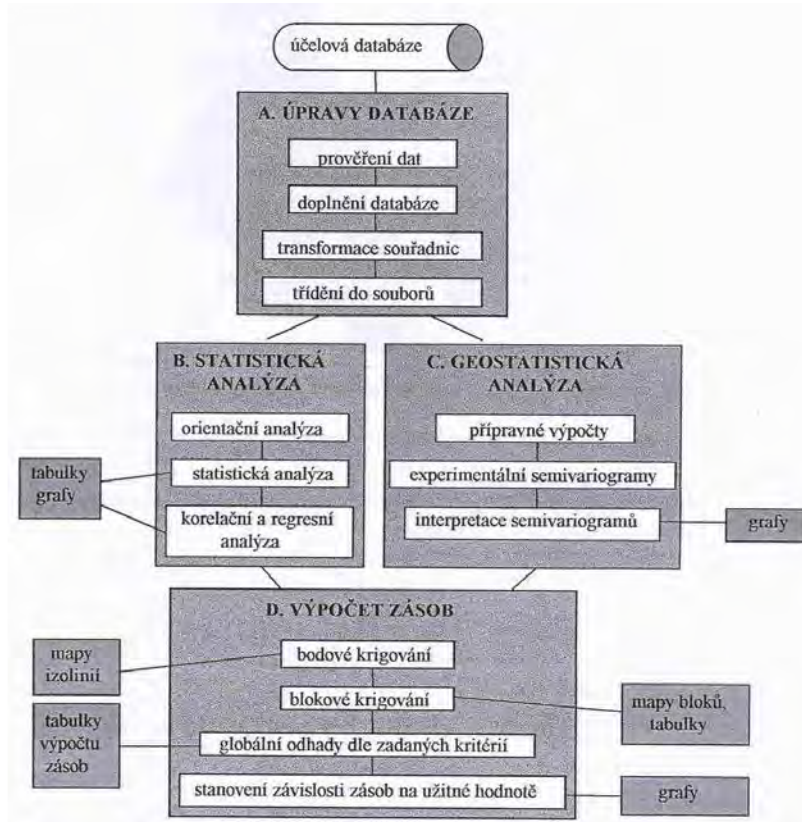 účelová databáze
A. ÚPRAVY DATABÁZE
prověření dat
doplnění databáze
transformace souřadnic
třídění do souborů
B. STATISTICKÁ
ANALÝZA
orientační analýza
statistická analýza
korelační a regresní
analýza
tabulky
grafy
C. GEOSTATISTICKÁ
ANALÝZA
přípravné výpočty
experimentální semivariogramy
interpretace semivariogramů
grafy
D. VÝPOČET ZÁSOB
bodové krigování
blokové krigování
globální odhady dle zadaných kritérií
stanovení závislosti zásob na užitné hodnotě
mapy
izolinií
tabulky
výpočtu
zásob
mapy bloků,
tabulky
grafy